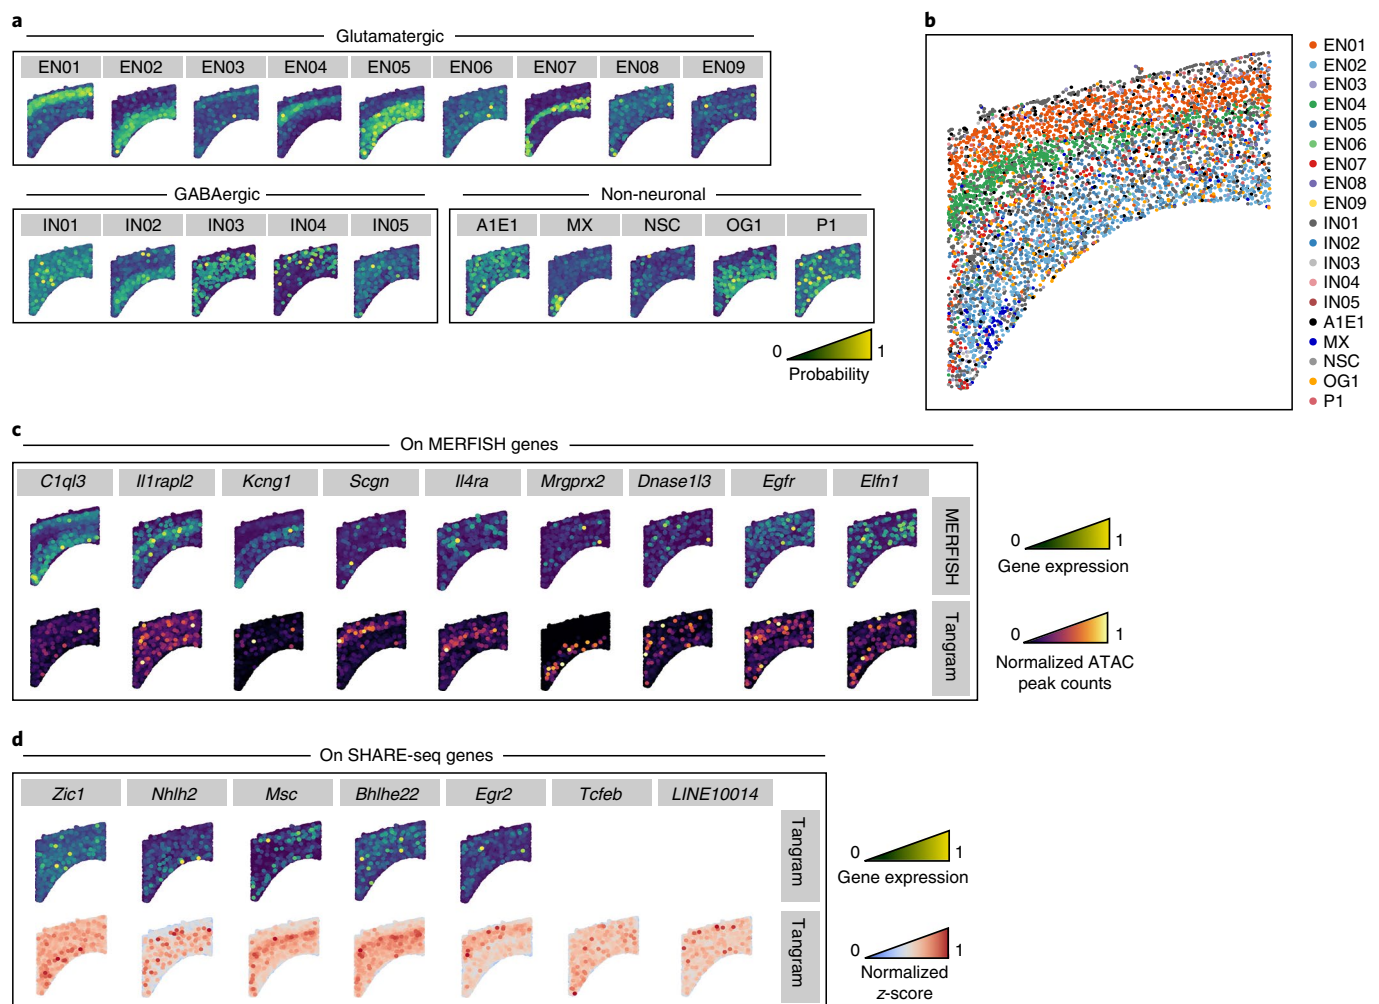 a
Glutamatergic
EN01 EN02 EN03 EN04 EN05 EN06 EN07 EN08 EN09
GABAergic
IN01 IN02 IN03 IN04 IN05
Non-neuronal
A1E1 MX NSC OG1 P1
0 1
Probability
b
EN01
EN02
EN03
EN04
EN05
EN06
EN07
EN08
EN09
IN01
IN02
IN03
IN04
IN05
A1E1
MX
NSC
OG1
P1
c
On MERFISH genes
C1ql3 Il1rapl2 Kcng1 Scgn Il4ra Mrgprx2 Dnase1l3 Egfr Elfn1
MERFISH
Tangram
0 1
Gene expression
0 1
Normalized ATAC
peak counts
d
On SHARE-seq genes
Zic1 Nhlh2 Msc Bhlhe22 Egr2 Tcfeb LINE10014
Tangram
Tangram
0 1
Gene expression
0 1
Normalized
z-score